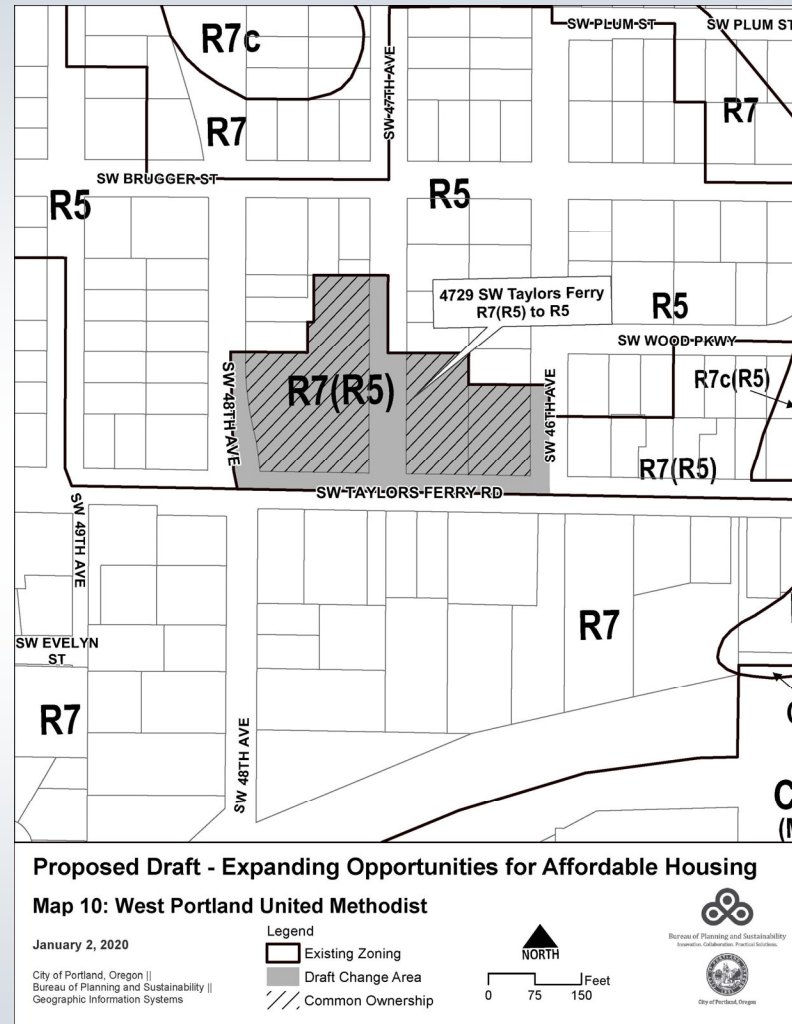 R7c
SW 47TH AVE
SW PLUM ST
SW PLUM ST
R7
R7
SW BRUGGER ST
R5
R5
4729 SW Taylors Ferry
R7(R5) to R5
R5
SW WOOD PKWY
SW 48TH AVE
R7(R5)
SW 46TH AVE
R7c(R5)
R7(R5)
SW TAYLORS FERRY RD
SW 49TH AVE
R7
SW EVELYN
ST
R7
SW 48TH AVE
C
(M
Proposed Draft - Expanding Opportunities for Affordable Housing
Map 10: West Portland United Methodist
January 2, 2020
City of Portland, Oregon ||
Bureau of Planning and Sustainability ||
Geographic Information Systems
Legend
Existing Zoning
Draft Change Area
Common Ownership
NORTH
Feet
0 75 150
Bureau of Planning and Sustainability
Innovation. Collaboration. Practical Solutions.
City of Portland, Oregon